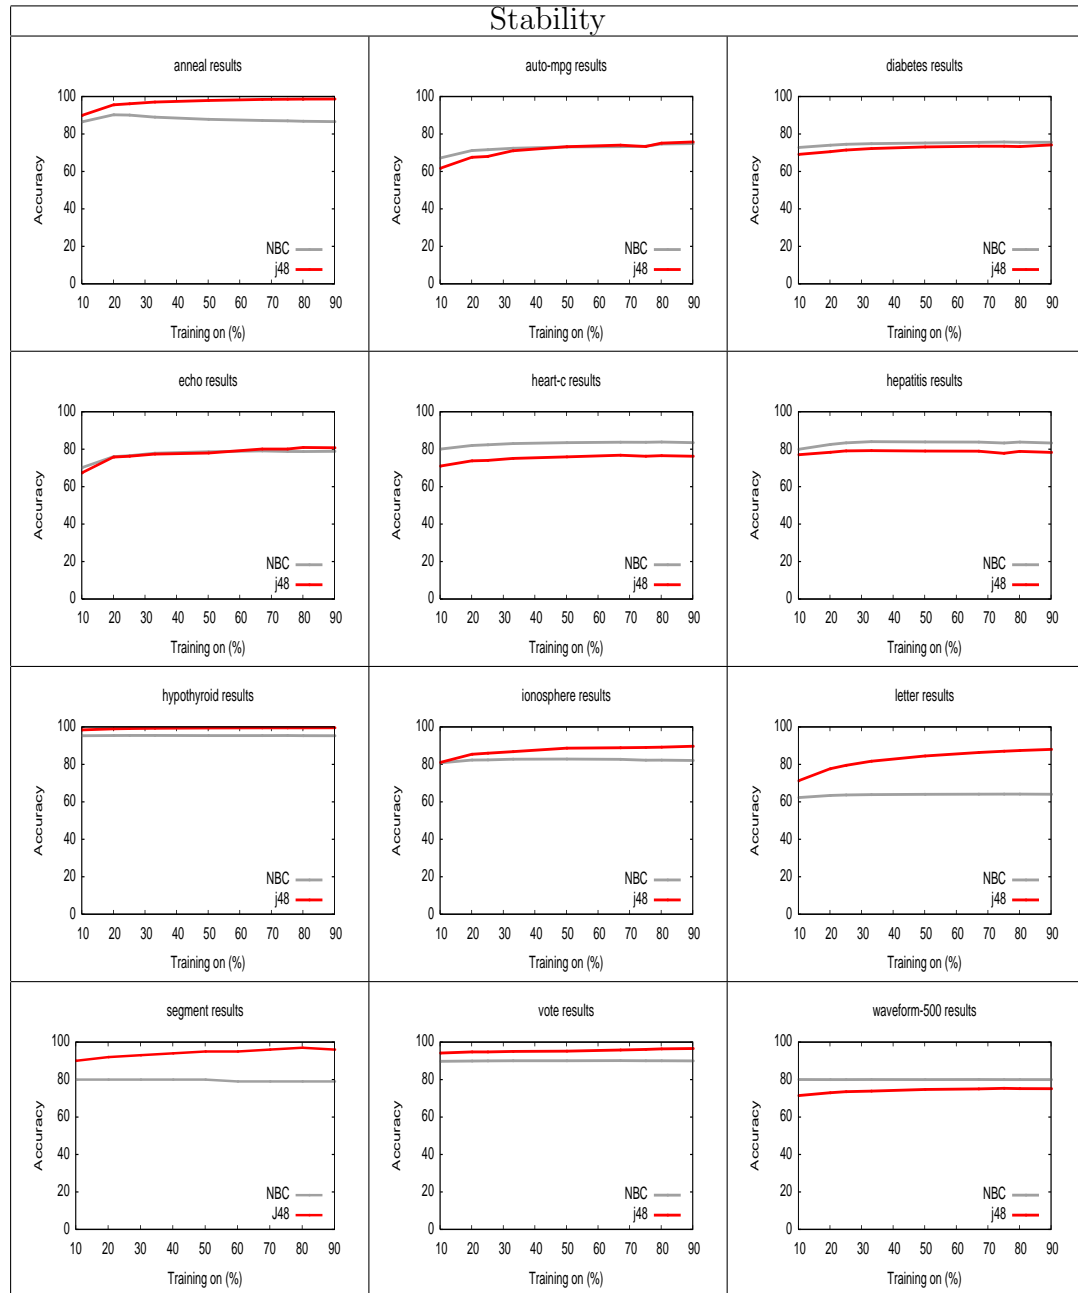 Stability
anneal results
Accuracy
100
80
60
40
20
0
NBC
j48
10 20 30 40 50 60 70 80 90
Training on (%)
auto-mpg results
Accuracy
100
80
60
40
20
0
NBC
j48
10 20 30 40 50 60 70 80 90
Training on (%)
diabetes results
Accuracy
100
80
60
40
20
0
NBC
j48
10 20 30 40 50 60 70 80 90
Training on (%)
echo results
Accuracy
100
80
60
40
20
0
NBC
j48
10 20 30 40 50 60 70 80 90
Training on (%)
heart-c results
Accuracy
100
80
60
40
20
0
NBC
j48
10 20 30 40 50 60 70 80 90
Training on (%)
hepatitis results
Accuracy
100
80
60
40
20
0
NBC
j48
10 20 30 40 50 60 70 80 90
Training on (%)
hypothyroid results
Accuracy
100
80
60
40
20
0
NBC
j48
10 20 30 40 50 60 70 80 90
Training on (%)
ionosphere results
Accuracy
100
80
60
40
20
0
NBC
j48
10 20 30 40 50 60 70 80 90
Training on (%)
letter results
Accuracy
100
80
60
40
20
0
NBC
j48
10 20 30 40 50 60 70 80 90
Training on (%)
segment results
Accuracy
100
80
60
40
20
0
NBC
J48
10 20 30 40 50 60 70 80 90
Training on (%)
vote results
Accuracy
100
80
60
40
20
0
NBC
j48
10 20 30 40 50 60 70 80 90
Training on (%)
waveform-500 results
Accuracy
100
80
60
40
20
0
NBC
j48
10 20 30 40 50 60 70 80 90
Training on (%)